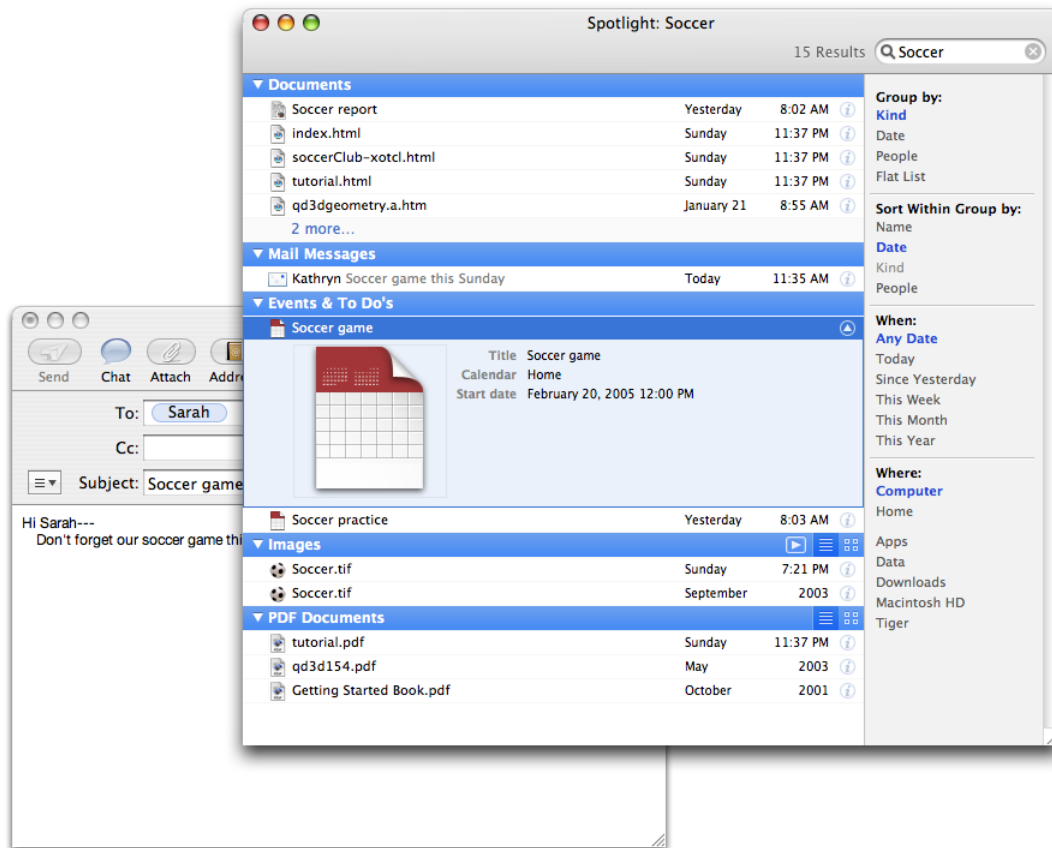 Spotlight: Soccer
15 Results Soccer
Documents
Soccer report Yesterday 8:02 AM
index.html Sunday 11:37 PM
soccerClub-xotcl.html Sunday 11:37 PM
tutorial.html Sunday 11:37 PM
qd3dgeometry.a.htm January 21 8:55 AM
2 more...
Mail Messages
Kathryn Soccer game this Sunday Today 11:35 AM
Events & To Do's
Soccer game
Title Soccer game
Calendar Home
Start date February 20, 2005 12:00 PM
Soccer practice Yesterday 8:03 AM
Images
Soccer.tif Sunday 7:21 PM
Soccer.tif September 2003
PDF Documents
tutorial.pdf Sunday 11:37 PM
qd3d154.pdf May 2003
Getting Started Book.pdf October 2001
Group by:
Kind
Date
People
Flat List
Sort Within Group by:
Name
Date
Kind
People
When:
Any Date
Today
Since Yesterday
This Week
This Month
This Year
Where:
Computer
Home
Apps
Data
Downloads
Macintosh HD
Tiger
Send Chat Attach Addre
To: Sarah
Cc:
Subject: Soccer game
Hi Sarah---
Don't forget our soccer game thi